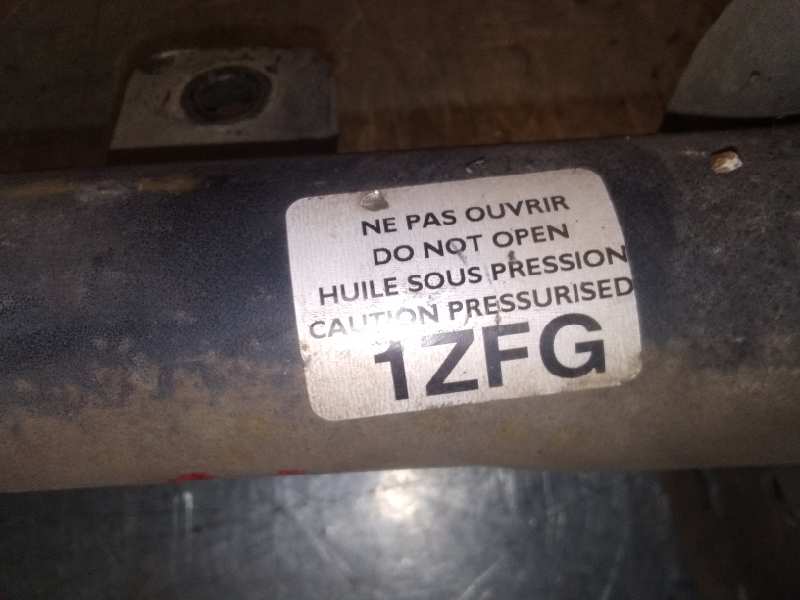 NE PAS OUVRIR
DO NOT OPEN
HUILE SOUS PRESSION
CAUTION PRESSURISED
1ZFG